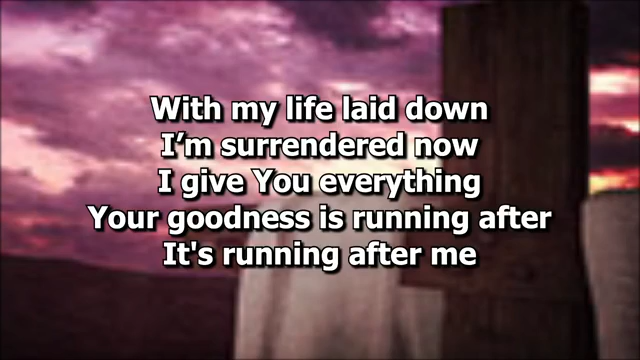 With my life laid down
I’m surrendered now
I give You everything
Your goodness is running after
It's running after me